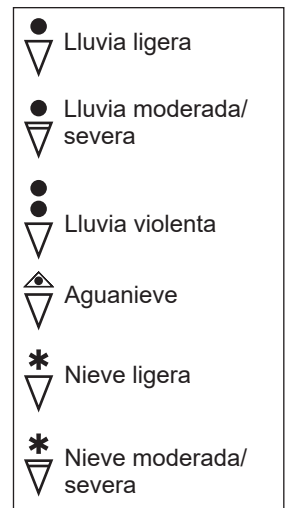 Lluvia ligera
Lluvia moderada/
severa
Lluvia violenta
Aguanieve
Nieve ligera
Nieve moderada/
severa